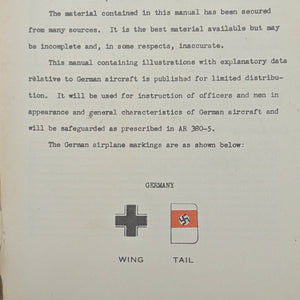 The material contained in this manual has been secured
from many sources. It is the best material available but may
be incomplete and, in some respects, inaccurate.
This manual containing illustrations with explanatory data
relative to German aircraft is published for limited distribu-
tion. It will be used for instruction of officers and men in
appearance and general characteristics of German aircraft and
will be safeguarded as prescribed in AR 380-5.
The German airplane markings are as shown below:
GERMANY
WING TAIL